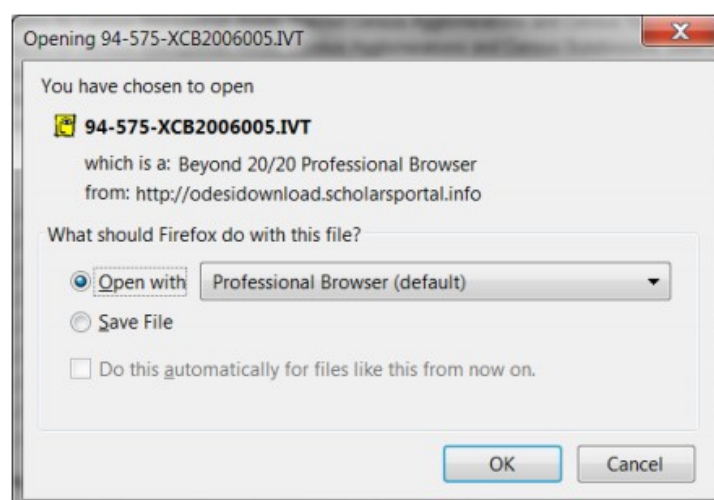 Opening 94-575-XCB2006005.IVT
You have chosen to open
94-575-XCB2006005.IVT
which is a: Beyond 20/20 Professional Browser
from: http://odesidownload.scholarsportal.info
What should Firefox do with this file?
Open with Professional Browser (default)
Save File
Do this automatically for files like this from now on.
OK Cancel